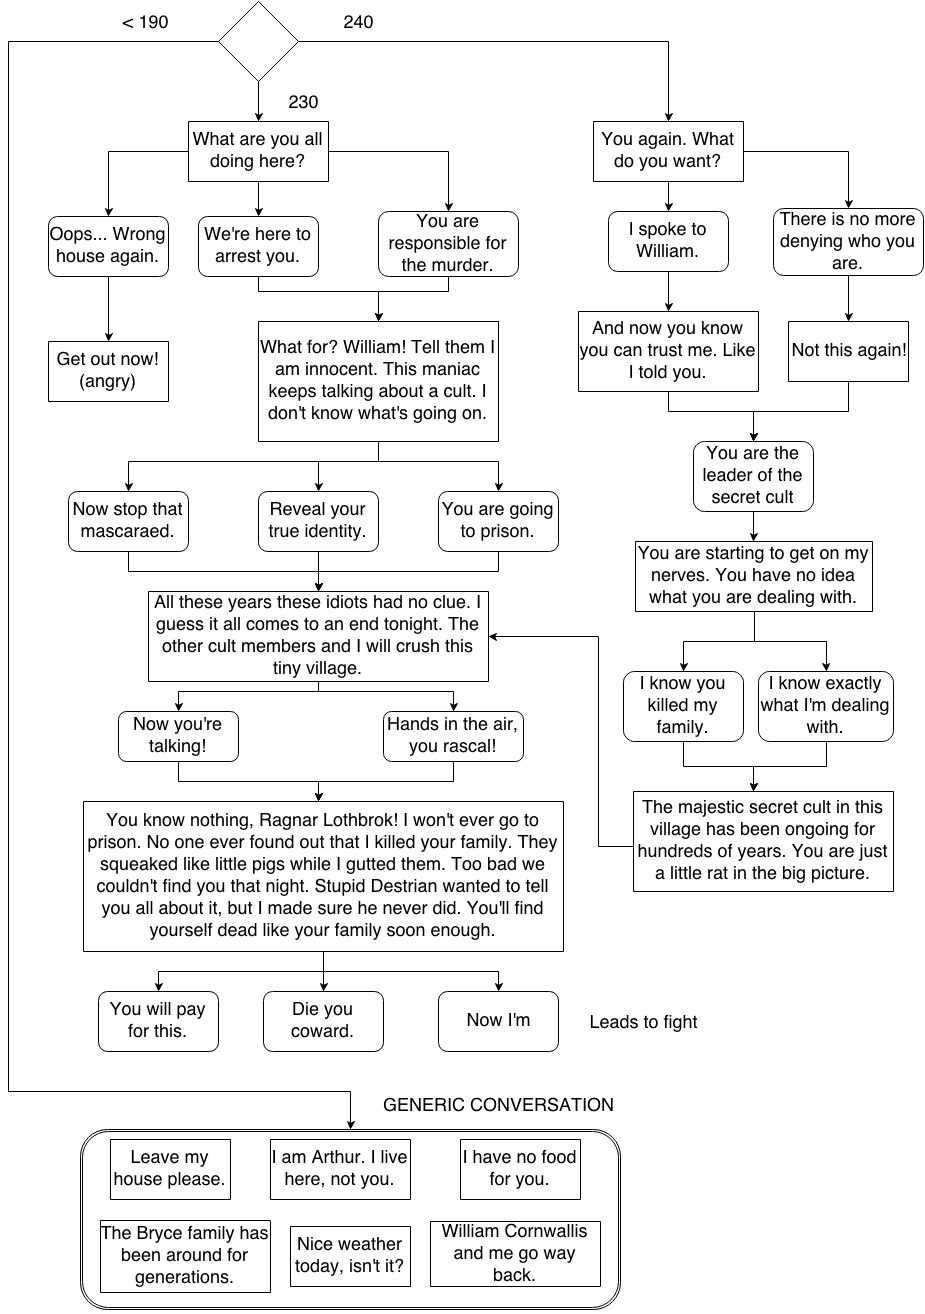 < 190
240
230
What are you all
doing here?
You again. What
do you want?
Oops... Wrong
house again.
We're here to
arrest you.
You are
responsible for
the murder.
I spoke to
William.
There is no more
denying who you
are.
Get out now!
(angry)
What for? William! Tell them I
am innocent. This maniac
keeps talking about a cult. I
don't know what's going on.
And now you know
you can trust me. Like
I told you.
Not this again!
You are the
leader of the
secret cult
Now stop that
mascaraed.
Reveal your
true identity.
You are going
to prison.
You are starting to get on my
nerves. You have no idea
what you are dealing with.
All these years these idiots had no clue. I
guess it all comes to an end tonight. The
other cult members and I will crush this
tiny village.
I know you
killed my
family.
I know exactly
what I'm dealing
with.
Now you're
talking!
Hands in the air,
you rascal!
The majestic secret cult in this
village has been ongoing for
hundreds of years. You are just
a little rat in the big picture.
You know nothing, Ragnar Lothbrok! I won't ever go to
prison. No one ever found out that I killed your family. They
squeaked like little pigs while I gutted them. Too bad we
couldn't find you that night. Stupid Destrian wanted to tell
you all about it, but I made sure he never did. You'll find
yourself dead like your family soon enough.
You will pay
for this.
Die you
coward.
Now I'm
Leads to fight
GENERIC CONVERSATION
Leave my
house please.
I am Arthur. I live
here, not you.
I have no food
for you.
The Bryce family has
been around for
generations.
Nice weather
today, isn't it?
William Cornwallis
and me go way
back.